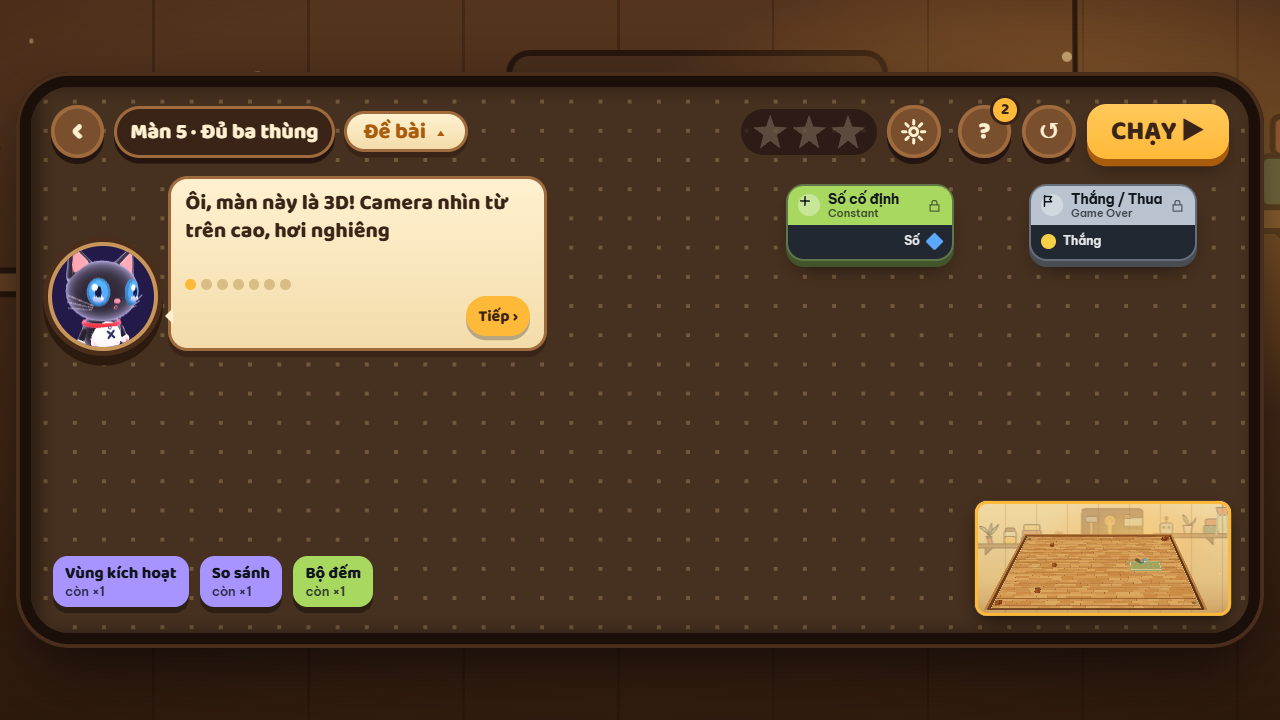 Màn 5 · Đủ ba thùng
Đề bài
2
?
CHẠY
Ôi, màn này là 3D! Camera nhìn từ
trên cao, hơi nghiêng
Tiếp ›
Số cố định
Constant
Số
Thắng / Thua
Game Over
Thắng
Vùng kích hoạt
còn ×1
So sánh
còn ×1
Bộ đếm
còn ×1